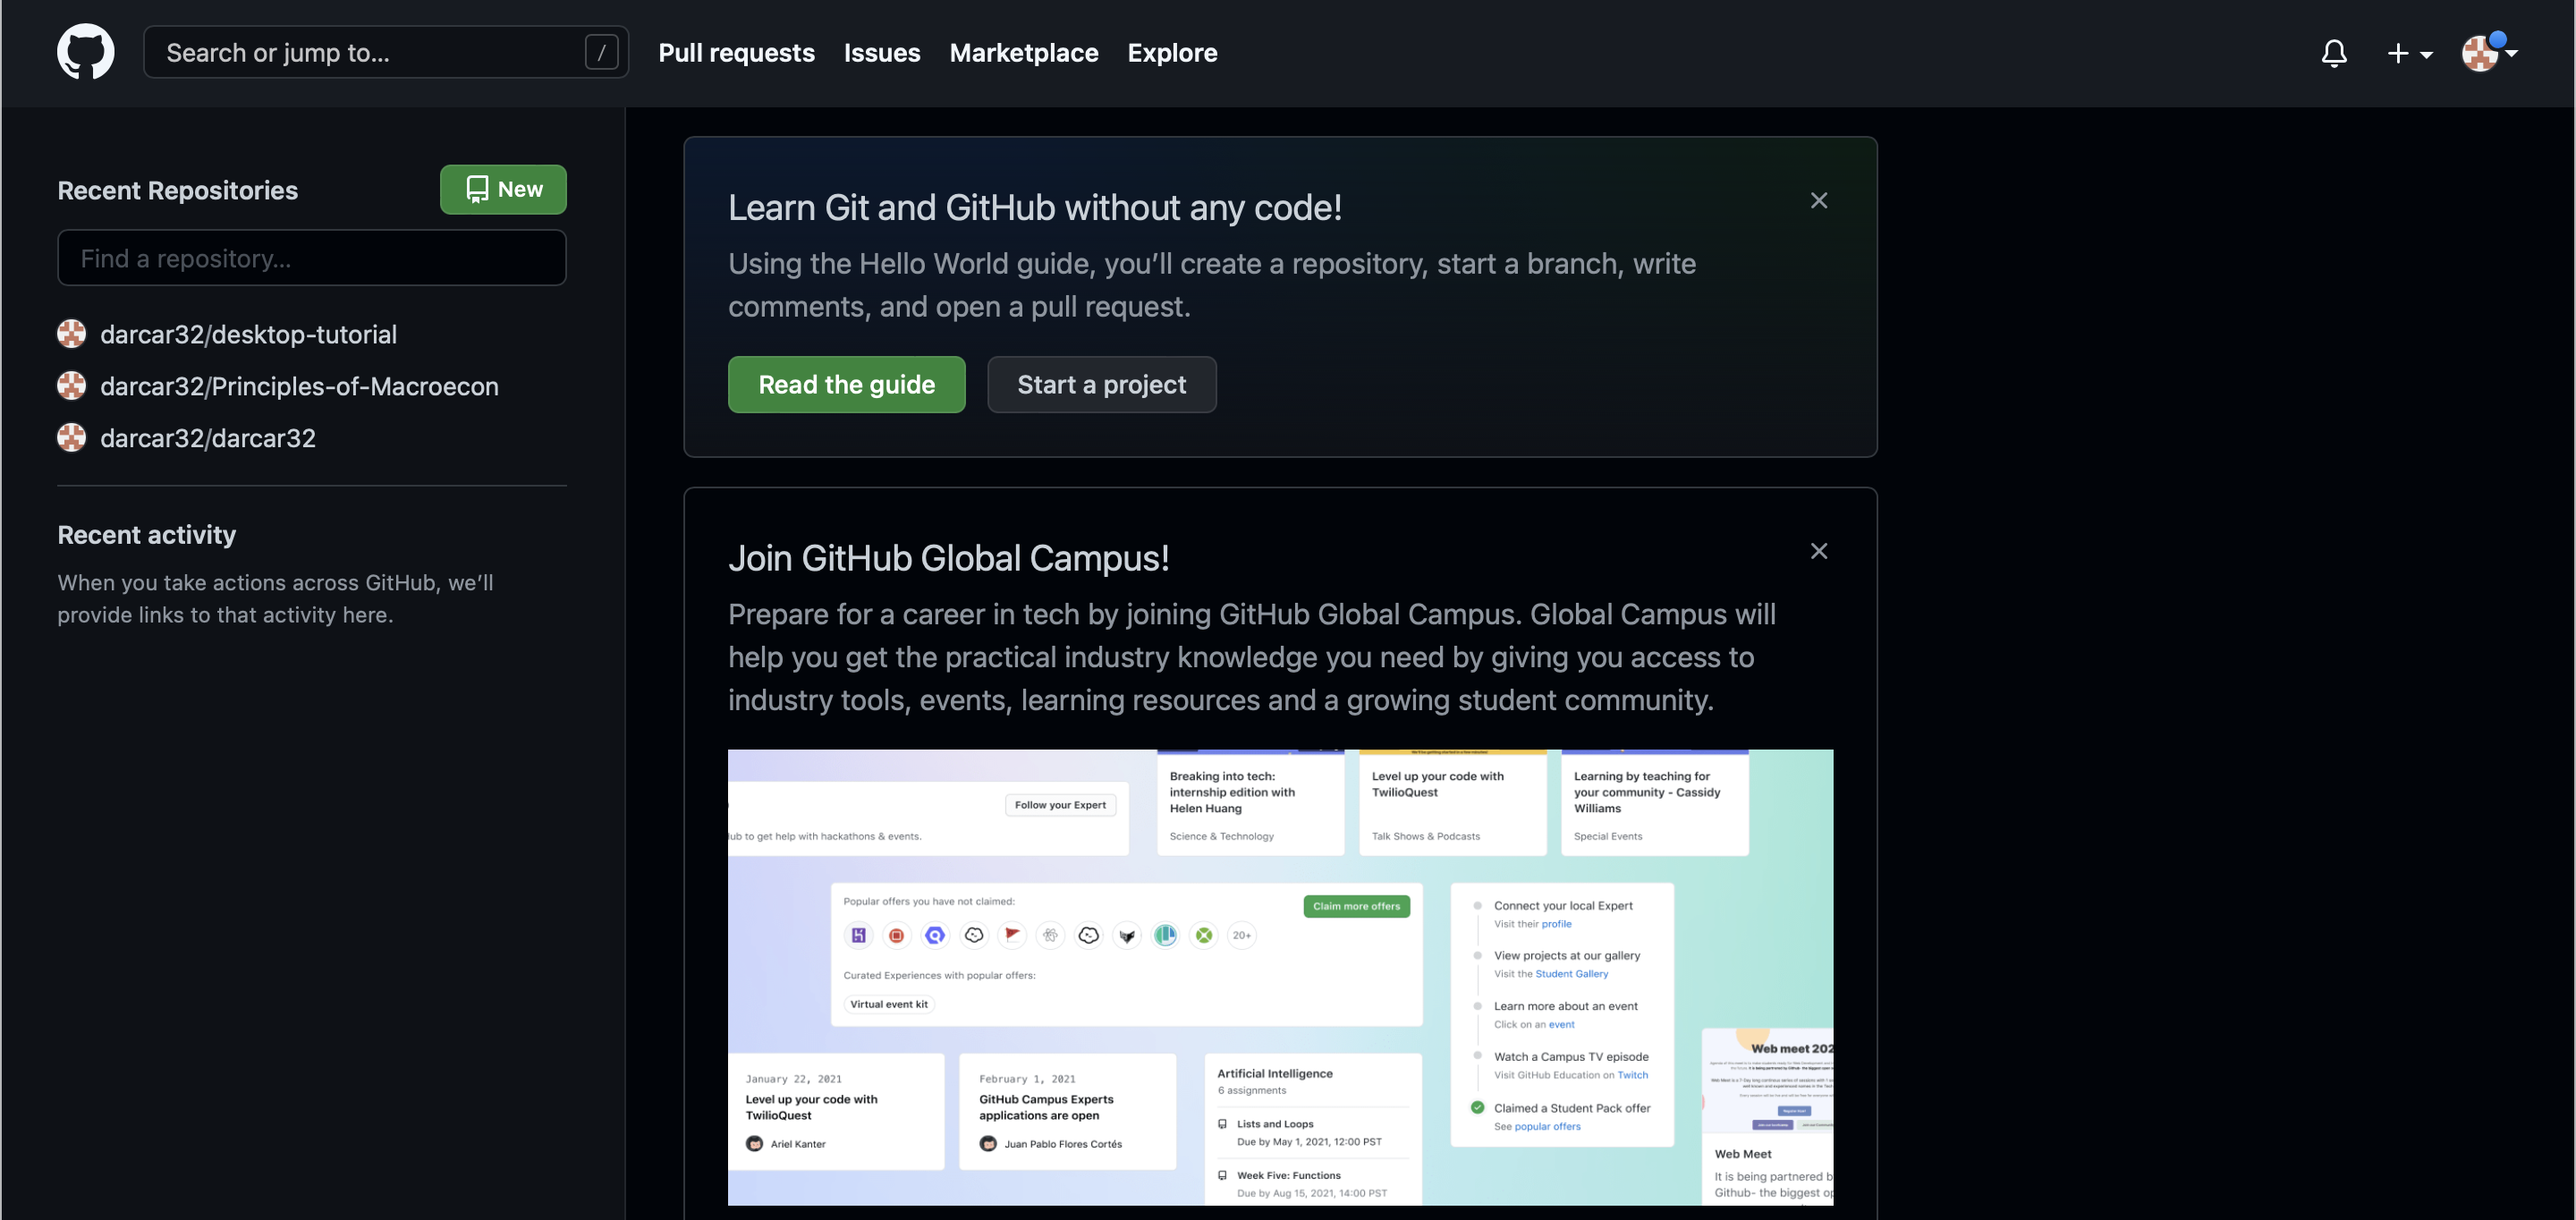 Search or jump to...
/
Pull requests
Issues
Marketplace
Explore
Recent Repositories
New
Find a repository...
darcar32/desktop-tutorial
darcar32/Principles-of-Macroecon
darcar32/darcar32
Recent activity
When you take actions across GitHub, we’ll
provide links to that activity here.
Learn Git and GitHub without any code!
Using the Hello World guide, you’ll create a repository, start a branch, write
comments, and open a pull request.
Read the guide
Start a project
Join GitHub Global Campus!
Prepare for a career in tech by joining GitHub Global Campus. Global Campus will
help you get the practical industry knowledge you need by giving you access to
industry tools, events, learning resources and a growing student community.
Follow your Expert
to get help with hackathons & events.
Breaking into tech:
internship edition with
Helen Huang
Science & Technology
Level up your code with
TwilioQuest
Talk Shows & Podcasts
Learning by teaching for
your community - Cassidy
Williams
Special Events
Popular offers you have not claimed:
Claim more offers
20+
Curated Experiences with popular offers:
Virtual event kit
Connect your local Expert
Visit their profile
View projects at our gallery
Visit the Student Gallery
Learn more about an event
Click on an event
Watch a Campus TV episode
Visit GitHub Education on Twitch
Claimed a Student Pack offer
See popular offers
January 22, 2021
Level up your code with
TwilioQuest
Ariel Kanter
February 1, 2021
GitHub Campus Experts
applications are open
Juan Pablo Flores Cortés
Artificial Intelligence
6 assignments
Lists and Loops
Due by May 1, 2021, 12:00 PST
Week Five: Functions
Due by Aug 15, 2021, 14:00 PST
Web meet 202
Web Meet
It is being partnered b
Github- the biggest op